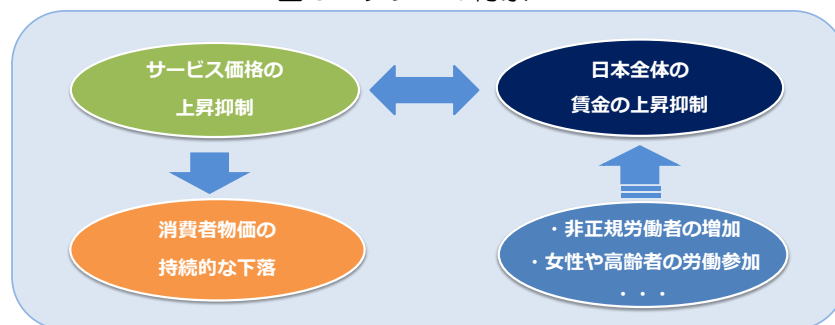 サービス価格の
上昇抑制
日本全体の
賃金の上昇抑制
消費者物価の
持続的な下落
・非正規労働者の増加
・女性や高齢者の労働参加
・・・